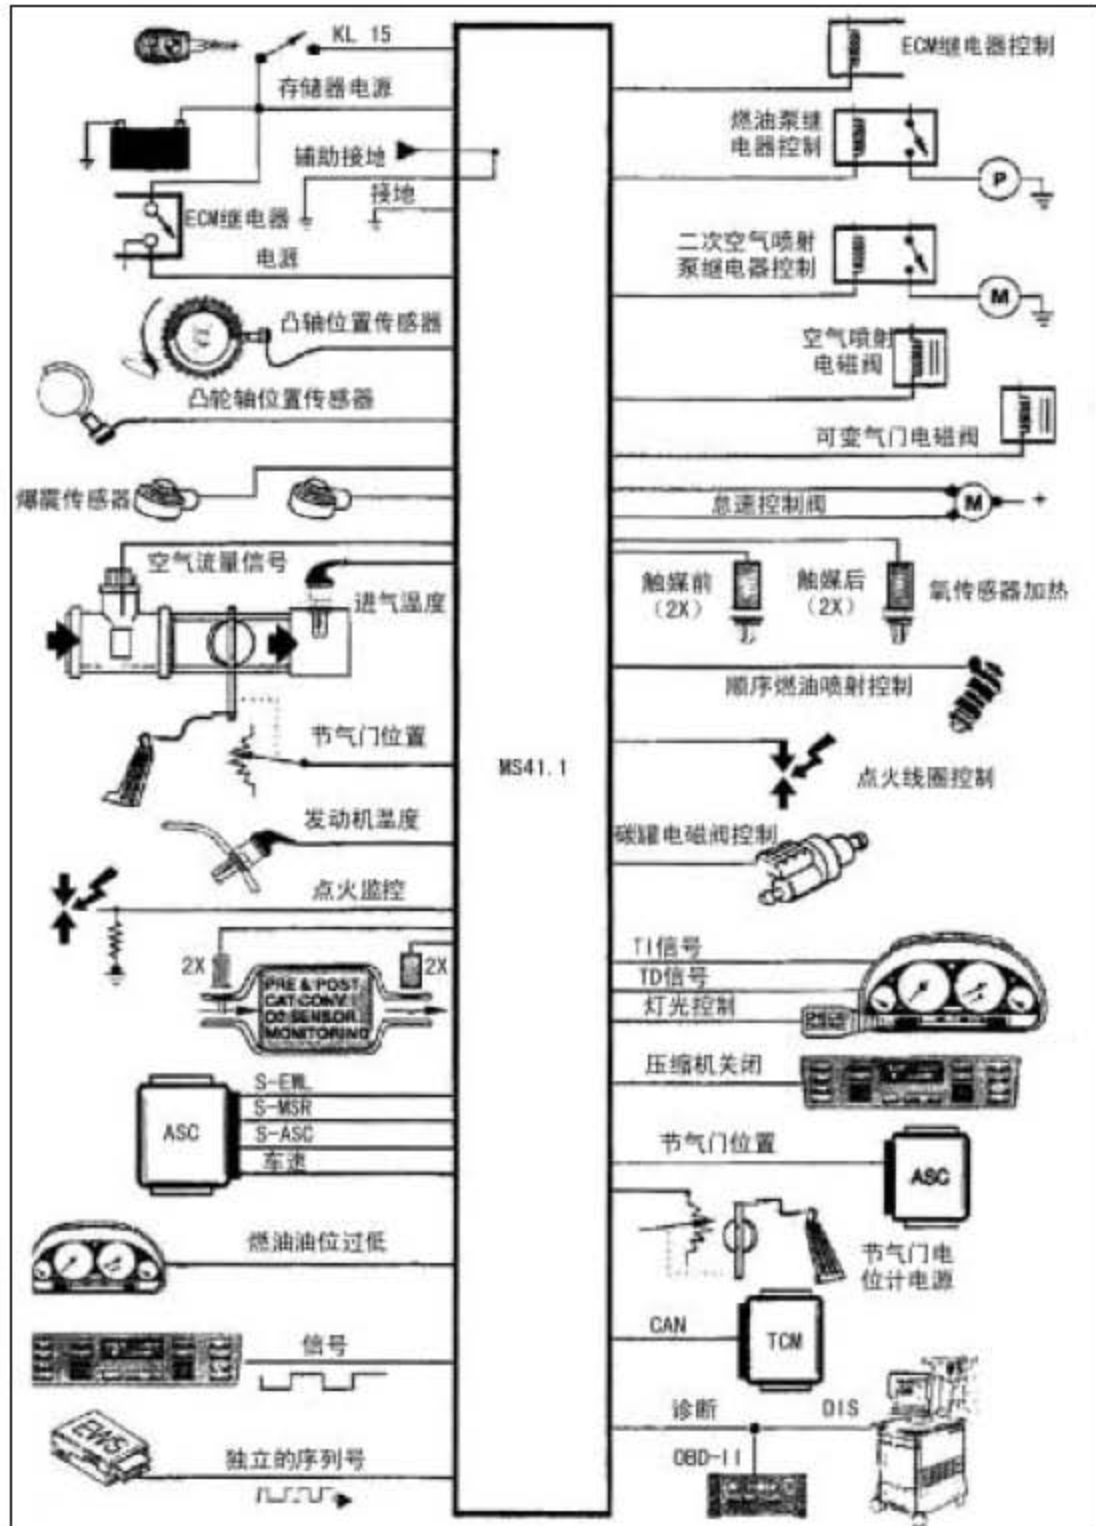 KL 15
存储器电源
辅助接地
接地
ECM继电器
电源
凸轴位置传感器
凸轮轴位置传感器
爆震传感器
空气流量信号
进气温度
节气门位置
发动机温度
点火监控
2X
2X
PRE & POST
CAT CONV
O2 SENSOR
MONITORING
ASC
S-EML
S-MSR
S-ASC
车速
燃油油位过低
信号
EWS
独立的序列号
MS41.1
ECM继电器控制
燃油泵继
电器控制
P
二次空气喷射
泵继电器控制
M
空气喷射
电磁阀
可变气门电磁阀
怠速控制阀
M
+
触媒前
（2X）
触媒后
（2X）
氧传感器加热
顺序燃油喷射控制
点火线圈控制
碳罐电磁阀控制
TI信号
TD信号
灯光控制
压缩机关闭
节气门位置
ASC
节气门电
位计电源
CAN
TCM
诊断
DIS
OBD-II